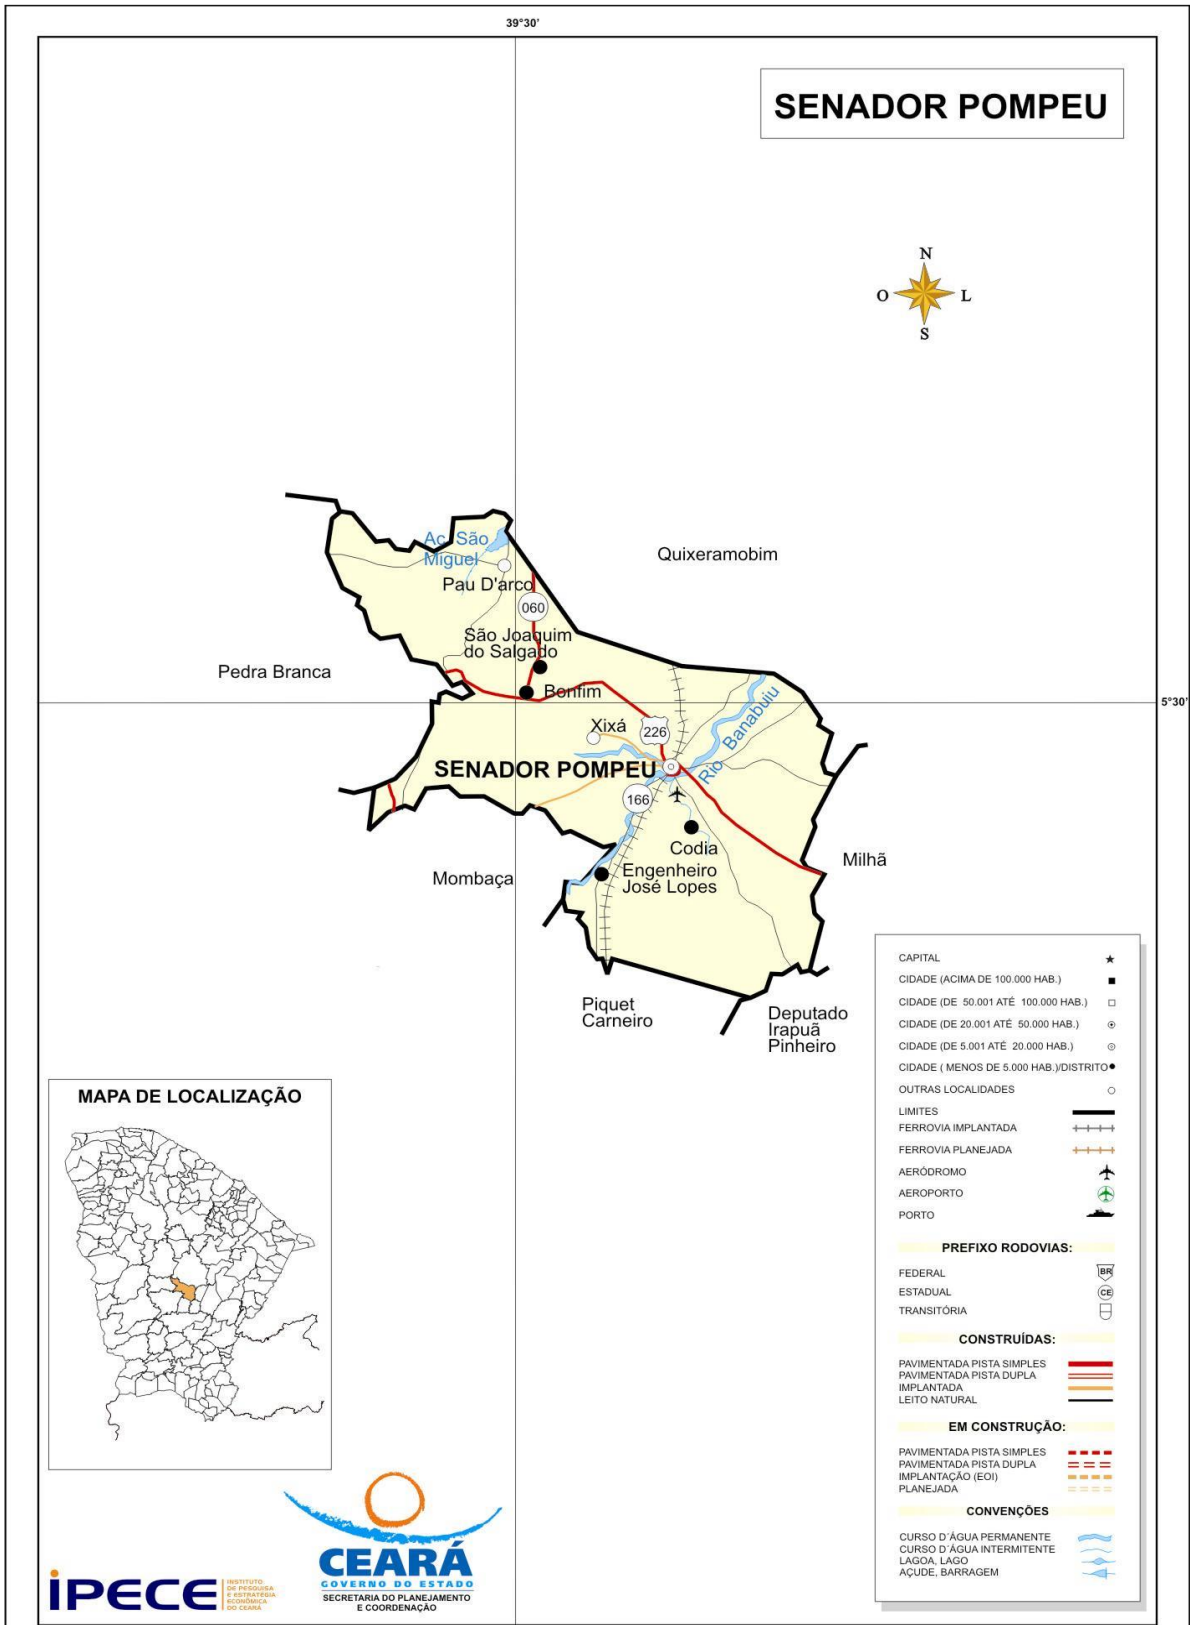 39°30'
SENADOR POMPEU
N
O
L
S
Ac. São
Miguel
Quixeramobim
Pau D'arco
060
São Joaquim
do Salgado
Pedra Branca
Bonfim
5°30'
Rio Banabuiu
Xixá
226
SENADOR POMPEU
166
Codia
Milhã
Mombaça
Engenheiro
José Lopes
Piquet
Carneiro
Deputado
Irapuã
Pinheiro
CAPITAL
CIDADE (ACIMA DE 100.000 HAB.)
CIDADE (DE 50.001 ATÉ 100.000 HAB.)
CIDADE (DE 20.001 ATÉ 50.000 HAB.)
CIDADE (DE 5.001 ATÉ 20.000 HAB.)
CIDADE ( MENOS DE 5.000 HAB.)/DISTRITO
OUTRAS LOCALIDADES
LIMITES
FERROVIA IMPLANTADA
FERROVIA PLANEJADA
AERÓDROMO
AEROPORTO
PORTO
PREFIXO RODOVIAS:
FEDERAL BR
ESTADUAL CE
TRANSITÓRIA
CONSTRUÍDAS:
PAVIMENTADA PISTA SIMPLES
PAVIMENTADA PISTA DUPLA
IMPLANTADA
LEITO NATURAL
EM CONSTRUÇÃO:
PAVIMENTADA PISTA SIMPLES
PAVIMENTADA PISTA DUPLA
IMPLANTAÇÃO (EOI)
PLANEJADA
CONVENÇÕES
CURSO D´ÁGUA PERMANENTE
CURSO D´ÁGUA INTERMITENTE
LAGOA, LAGO
AÇUDE, BARRAGEM
MAPA DE LOCALIZAÇÃO
CEARÁ
GOVERNO DO ESTADO
SECRETARIA DO PLANEJAMENTO
E COORDENAÇÃO
iPECE
INSTITUTO
DE PESQUISA
E ESTRATÉGIA
ECONÔMICA
DO CEARÁ